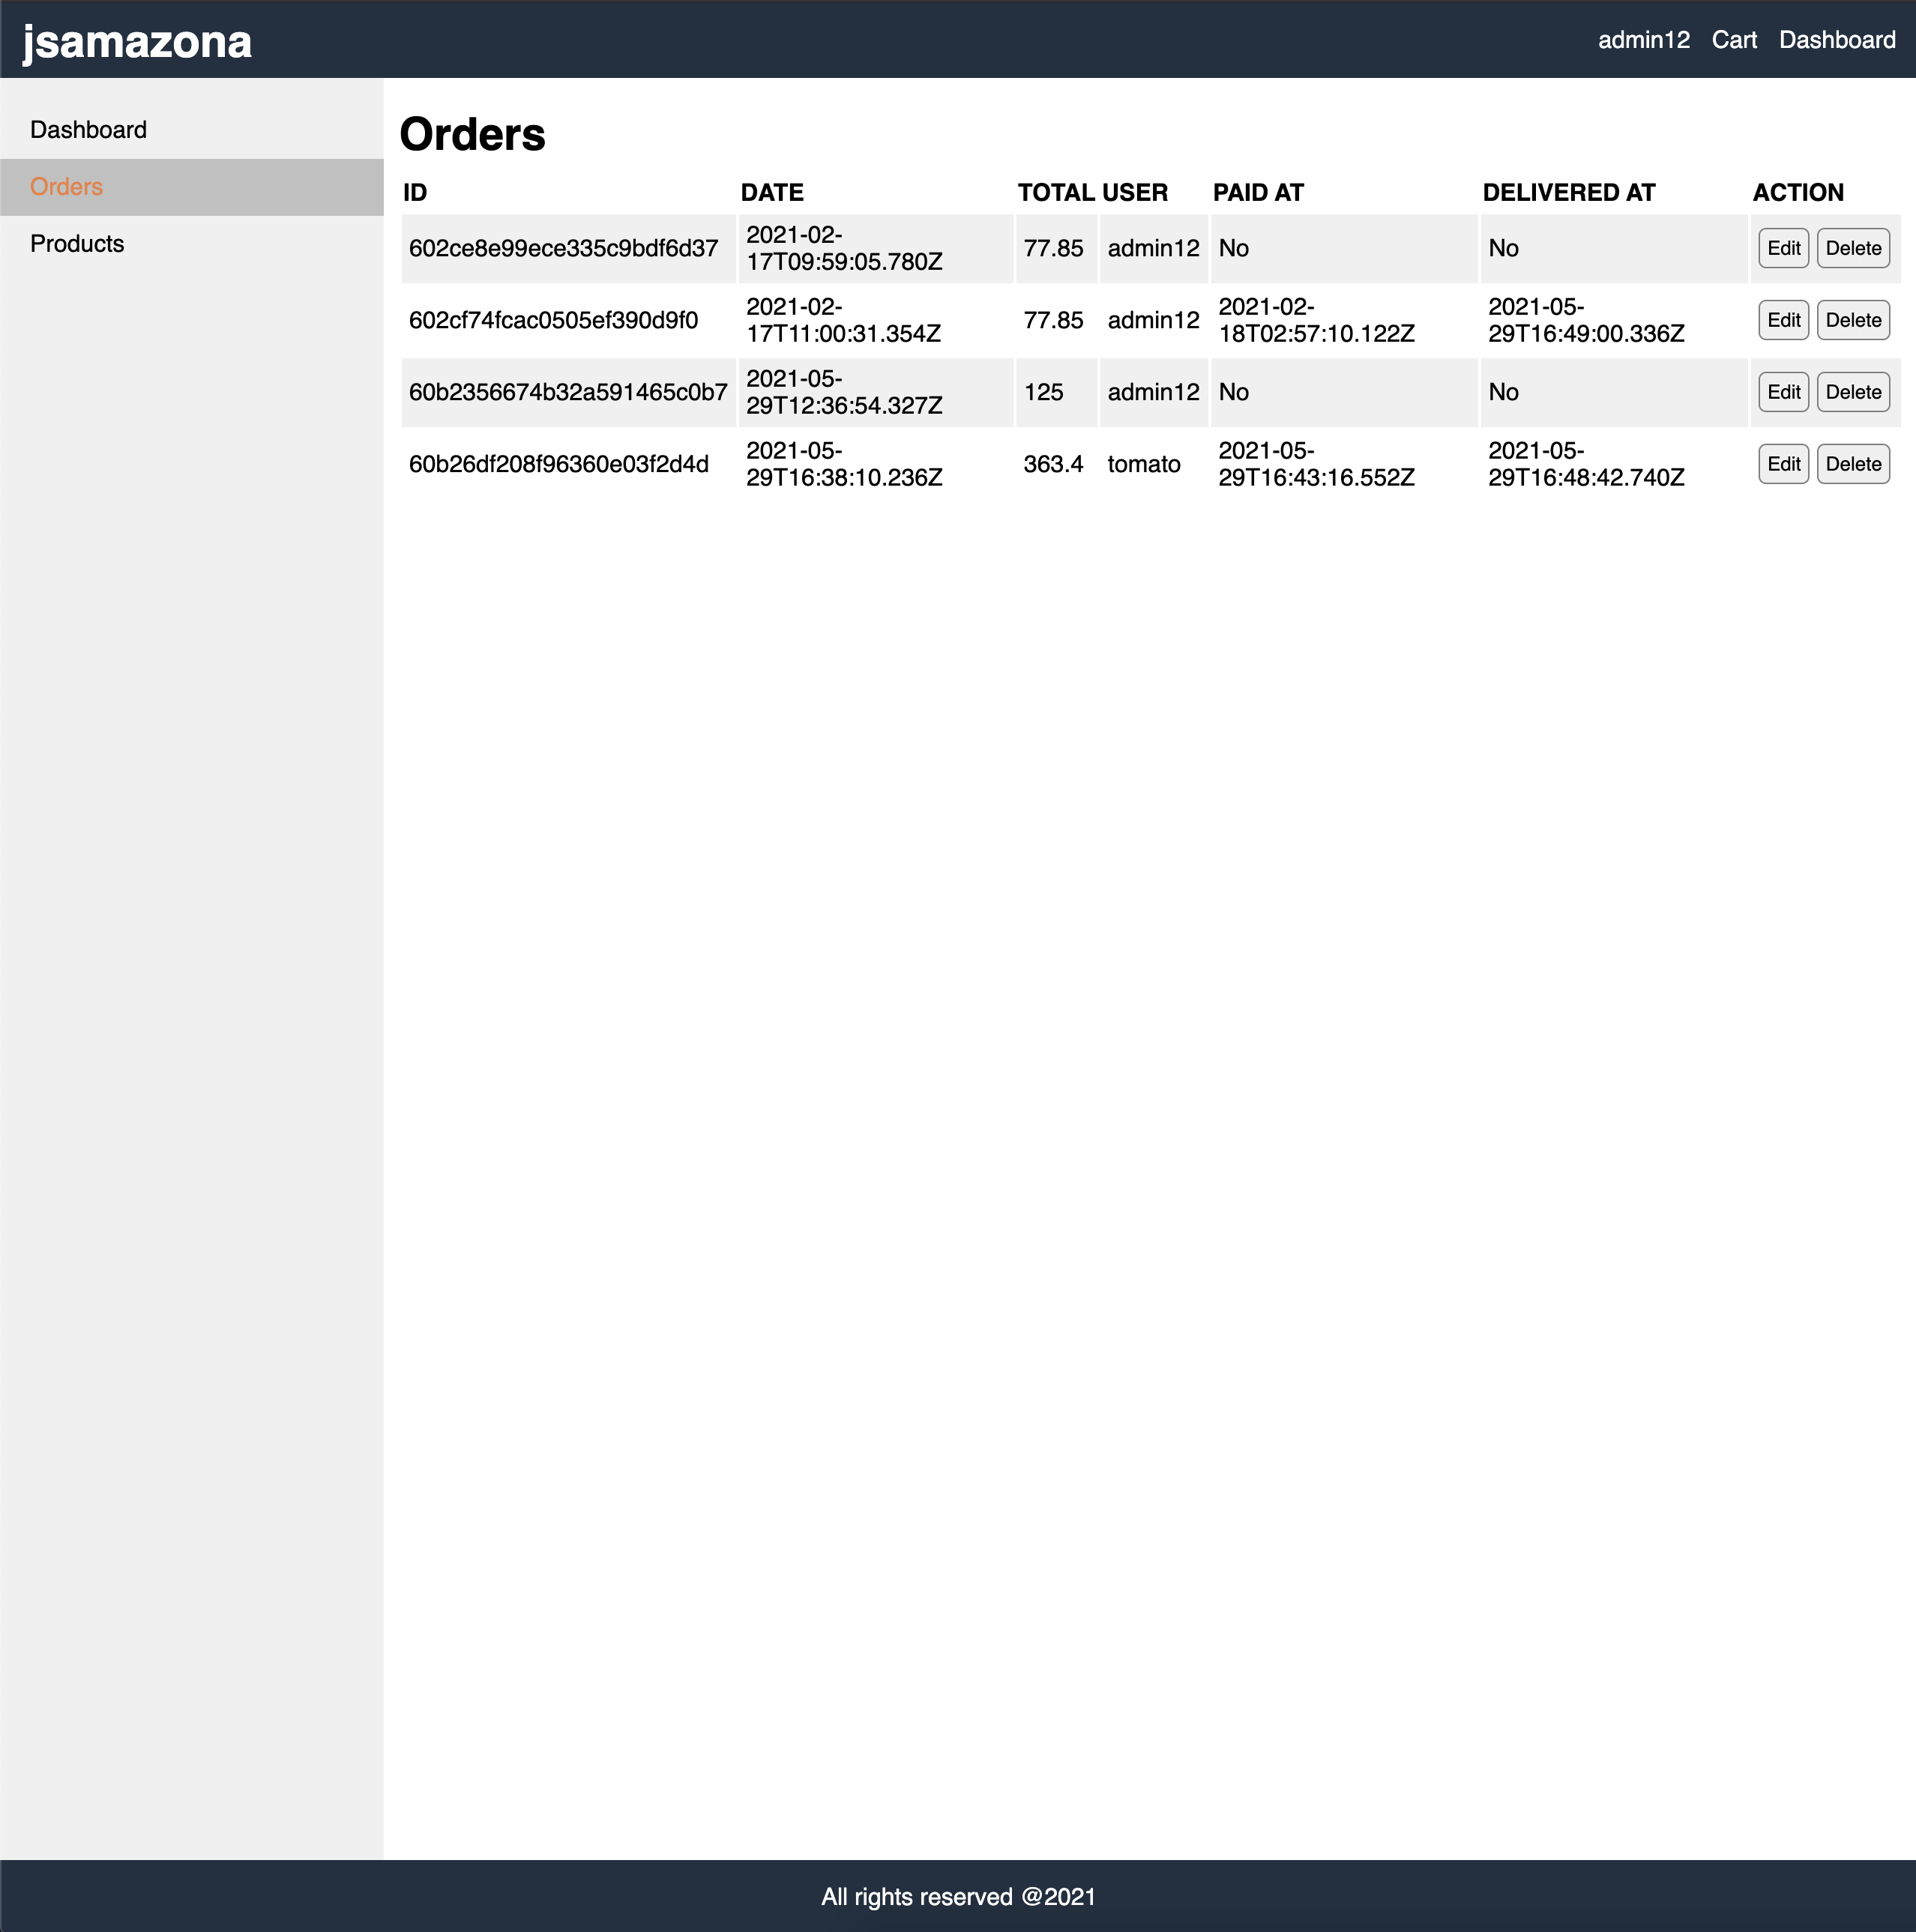 jsamazona
admin12 Cart Dashboard
Dashboard
Orders
Products
Orders
ID DATE TOTAL USER PAID AT DELIVERED AT ACTION
602ce8e99ece335c9bdf6d37 2021-02-17T09:59:05.780Z 77.85 admin12 No No Edit Delete
602cf74fcac0505ef390d9f0 2021-02-17T11:00:31.354Z 77.85 admin12 2021-02-18T02:57:10.122Z 2021-05-29T16:49:00.336Z Edit Delete
60b2356674b32a591465c0b7 2021-05-29T12:36:54.327Z 125 admin12 No No Edit Delete
60b26df208f96360e03f2d4d 2021-05-29T16:38:10.236Z 363.4 tomato 2021-05-29T16:43:16.552Z 2021-05-29T16:48:42.740Z Edit Delete
All rights reserved @2021